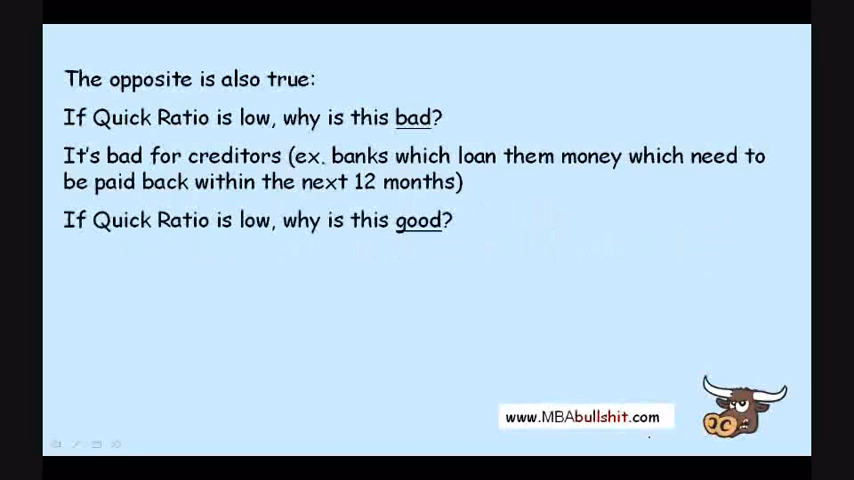 The opposite is also true:
If Quick Ratio is low, why is this bad?
It's bad for creditors (ex. banks which loan them money which need to
be paid back within the next 12 months)
If Quick Ratio is low, why is this good?
www.MBAbullshit.com